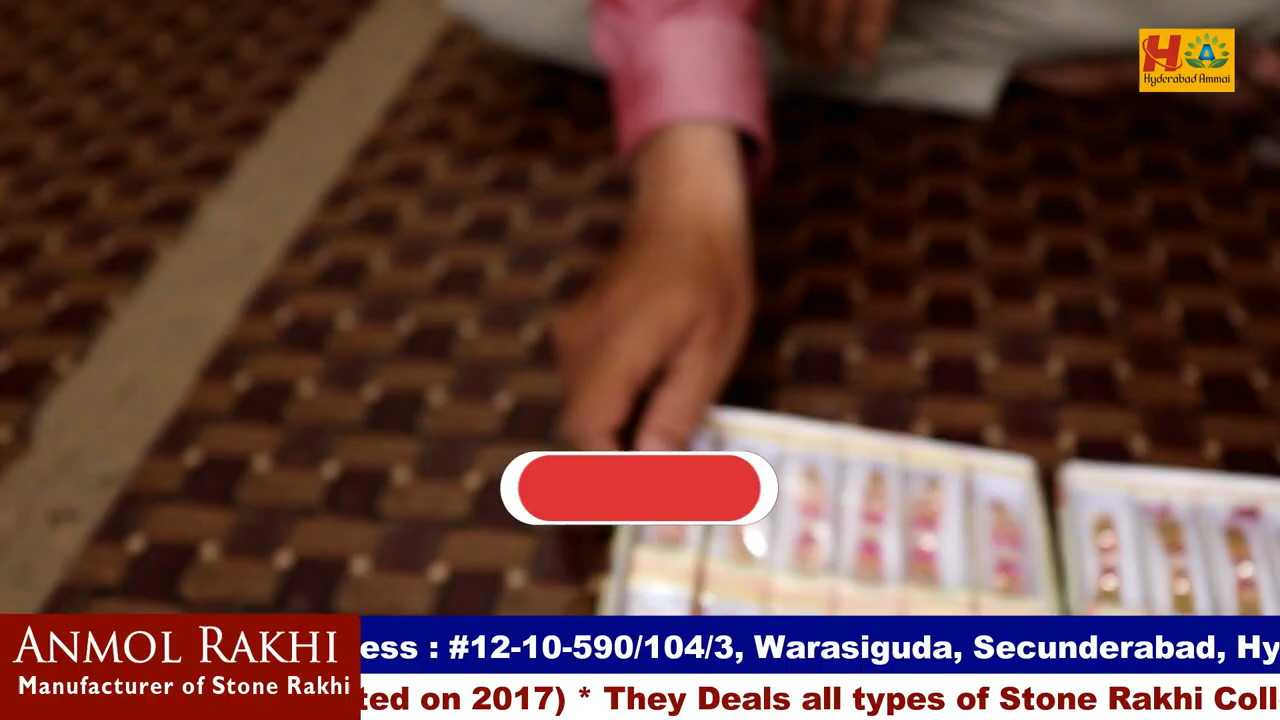 H A
Hyderabad Ammai
ANMOL RAKHI
Manufacturer of Stone Rakhi
ess : #12-10-590/104/3, Warasiguda, Secunderabad, Hy
ted on 2017) * They Deals all types of Stone Rakhi Coll